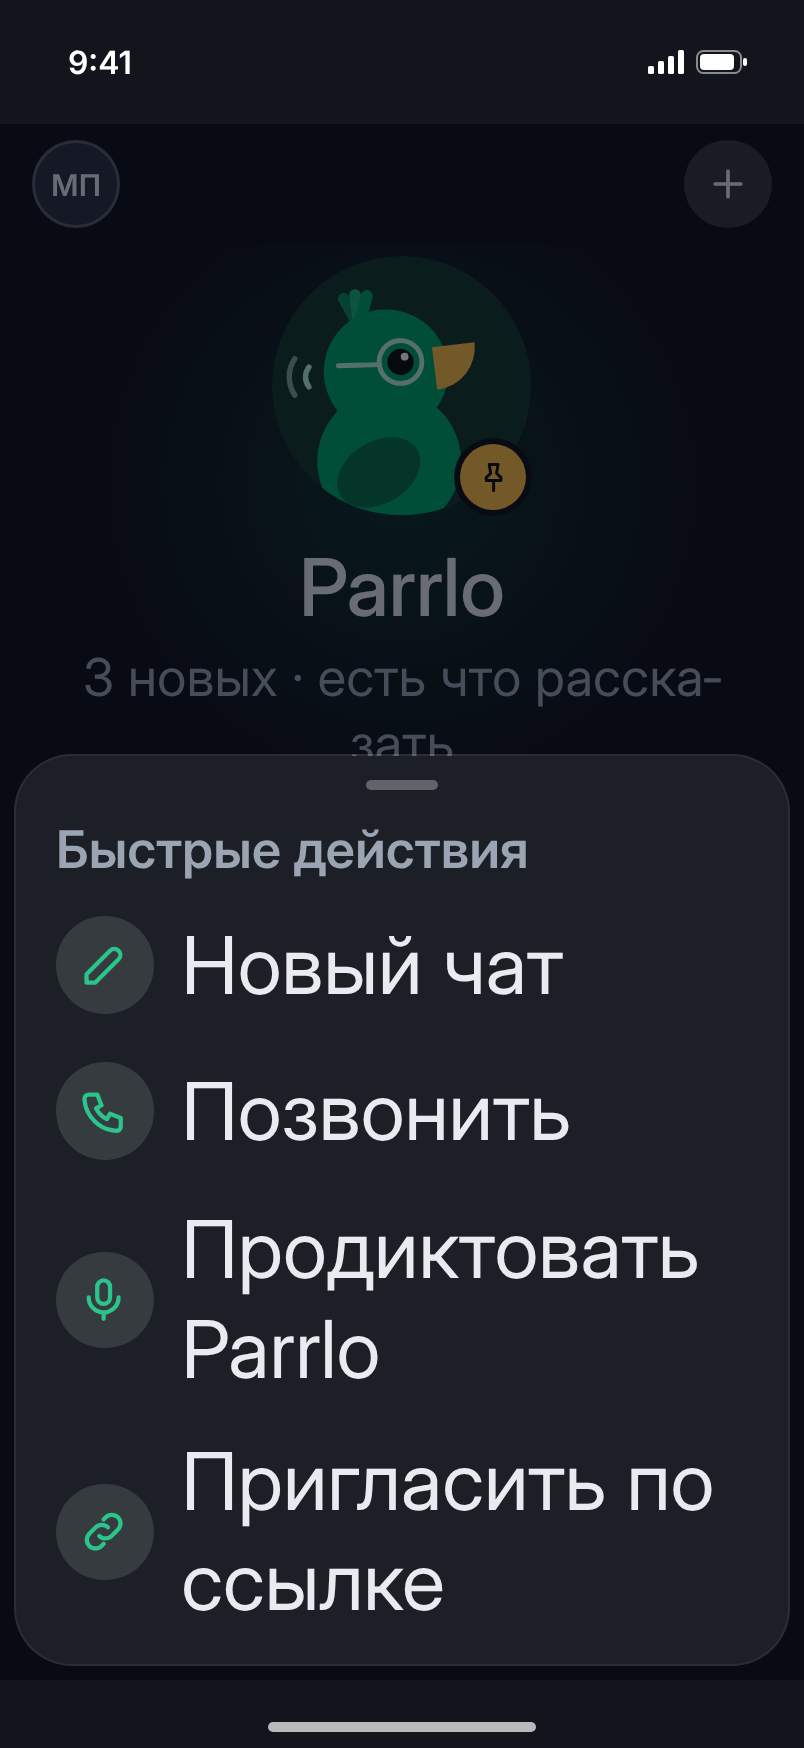 9:41
МП
Parrlo
3 новых · есть что расска-
зать
Быстрые действия
Новый чат
Позвонить
Продиктовать
Parrlo
Пригласить по
ссылке